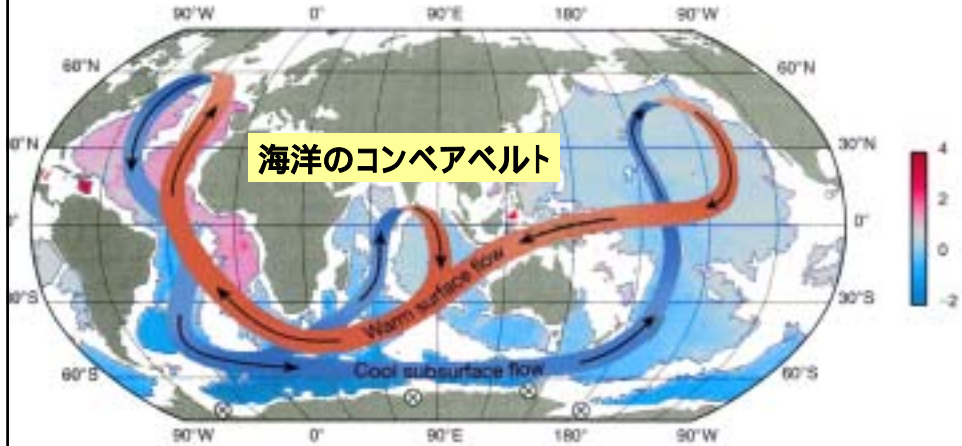 90°W 0° 90°E 180° 90°W
60°N 60°N
海洋のコンベアベルト
0°N 30°N 4
2
0° 0° 0
Warm surface flow
0°S 30°S -2
Cool subsurface flow
60°S 60°S
90°W 0° 90°E 180° 90°W